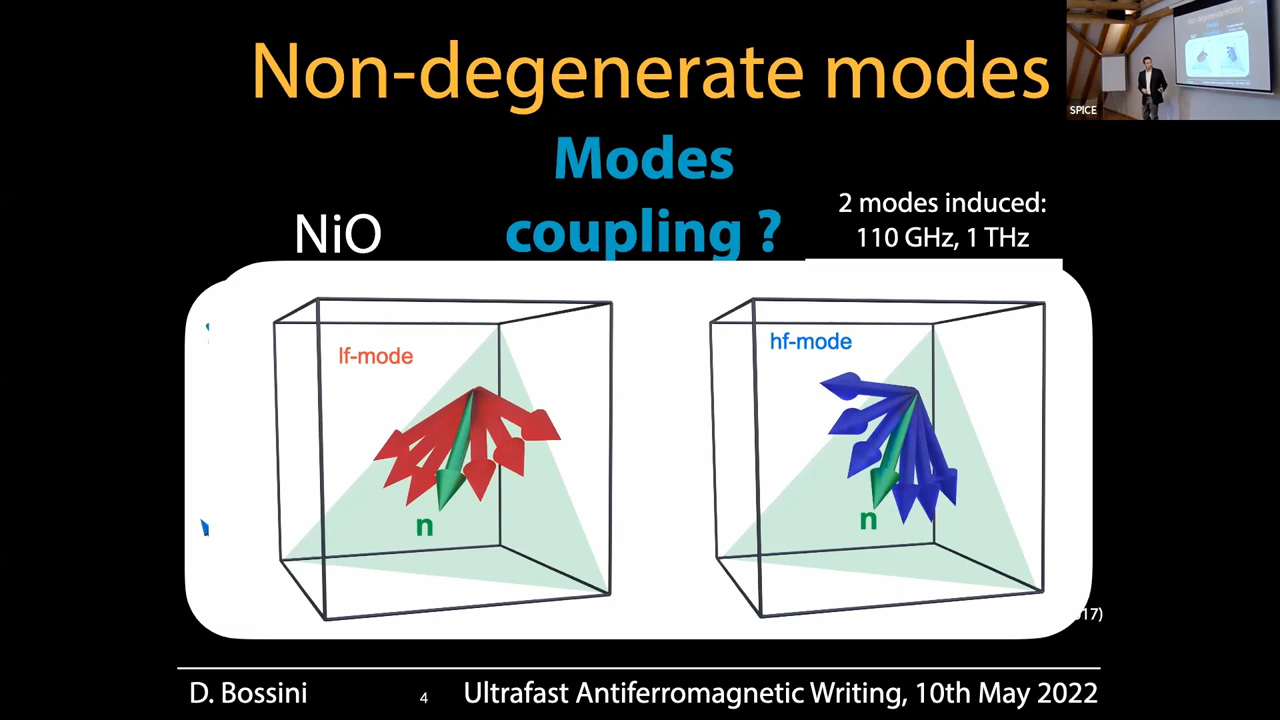 Non-degenerate modes
SPICE
Modes
coupling ?
NiO
2 modes induced:
110 GHz, 1 THz
lf-mode
n
hf-mode
n
17)
D. Bossini
4
Ultrafast Antiferromagnetic Writing, 10th May 2022